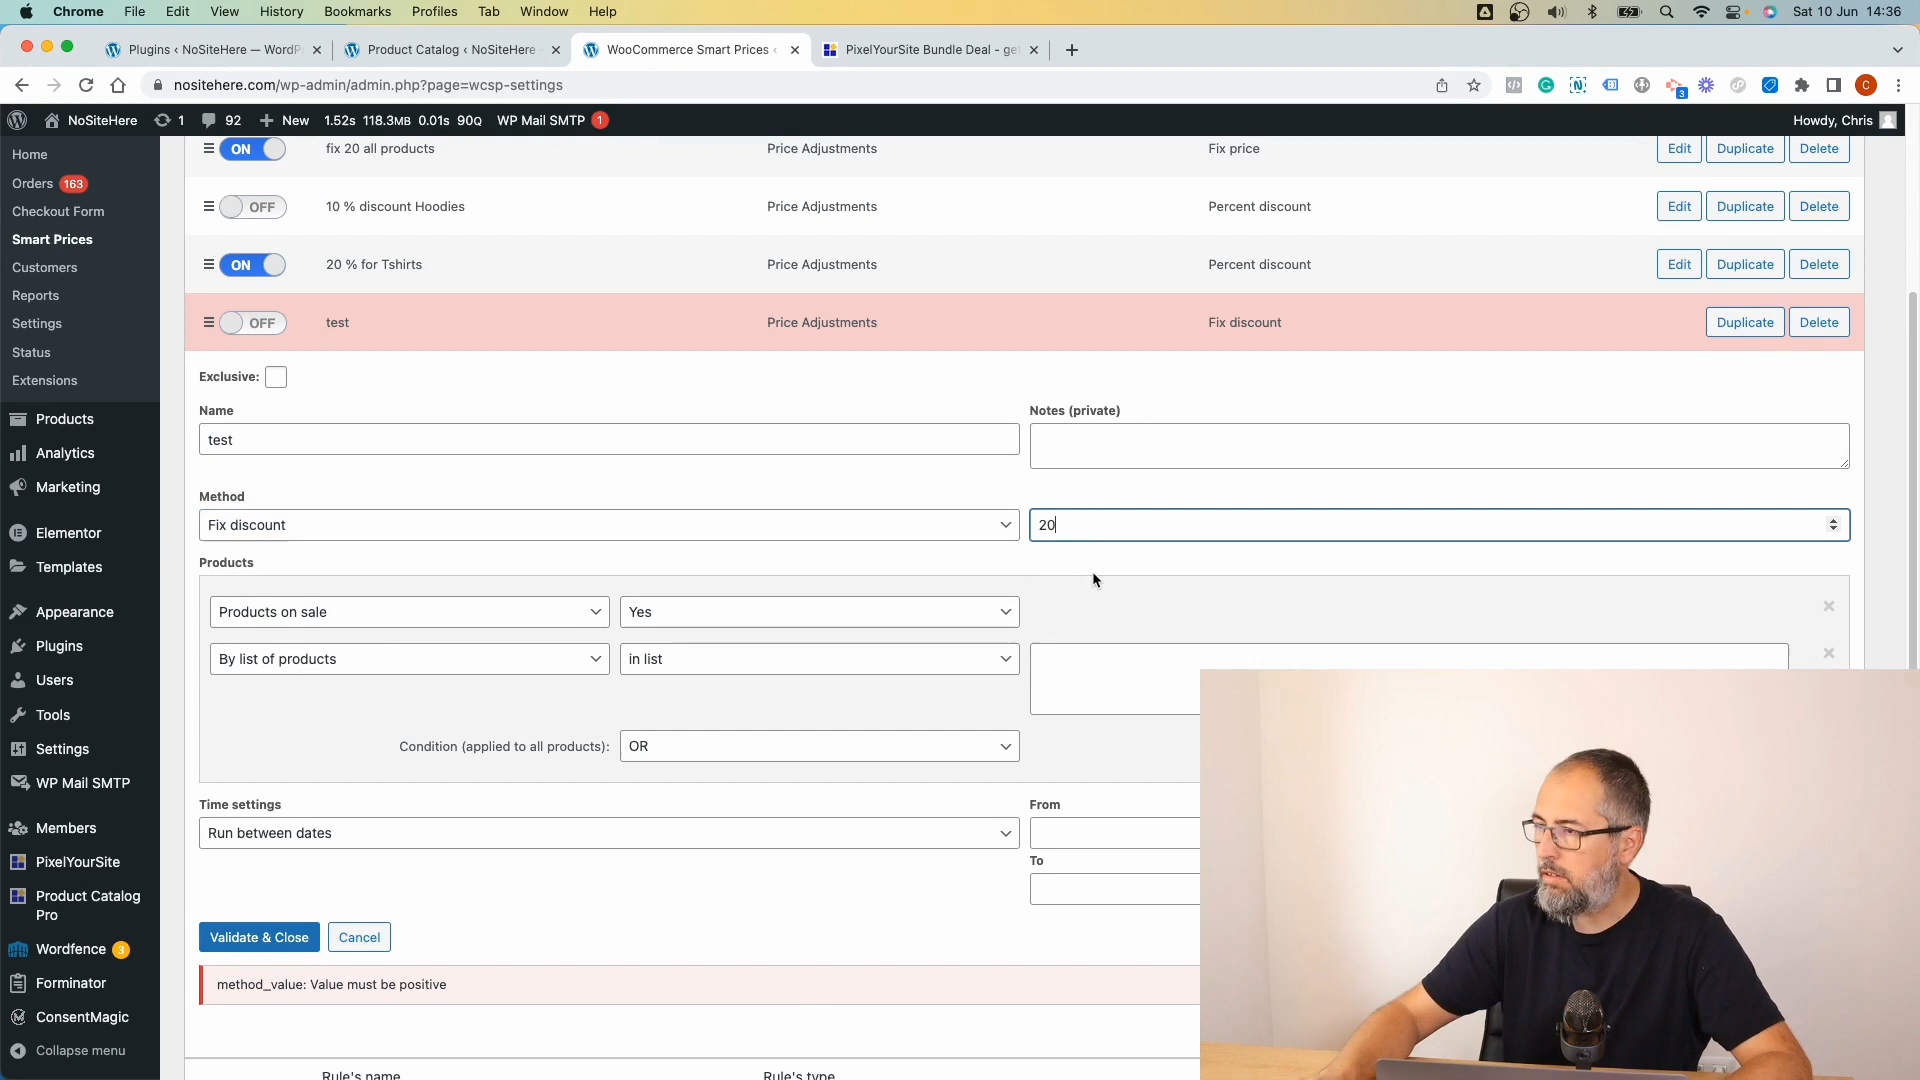 Chrome File Edit View History Bookmarks Profiles Tab Window Help Sat 10 Jun 14:36
Plugins ‹ NoSiteHere — WordP Product Catalog ‹ NoSiteHere WooCommerce Smart Prices ‹ PixelYourSite Bundle Deal - get
nositehere.com/wp-admin/admin.php?page=wcsp-settings
NoSiteHere 1 92 New 1.52s 118.3MB 0.01s 90Q WP Mail SMTP 1 Howdy, Chris
Home
Orders 163
Checkout Form
Smart Prices
Customers
Reports
Settings
Status
Extensions
Products
Analytics
Marketing
Elementor
Templates
Appearance
Plugins
Users
Tools
Settings
WP Mail SMTP
Members
PixelYourSite
Product Catalog
Pro
Wordfence 3
Forminator
ConsentMagic
Collapse menu
ON fix 20 all products Price Adjustments Fix price Edit Duplicate Delete
OFF 10 % discount Hoodies Price Adjustments Percent discount Edit Duplicate Delete
ON 20 % for Tshirts Price Adjustments Percent discount Edit Duplicate Delete
OFF test Price Adjustments Fix discount Duplicate Delete
Exclusive:
Name Notes (private)
test
Method
Fix discount 20
Products
Products on sale Yes
By list of products in list
Condition (applied to all products): OR
Time settings From
Run between dates
To
Validate & Close Cancel
method_value: Value must be positive
Rule's name Rule's type